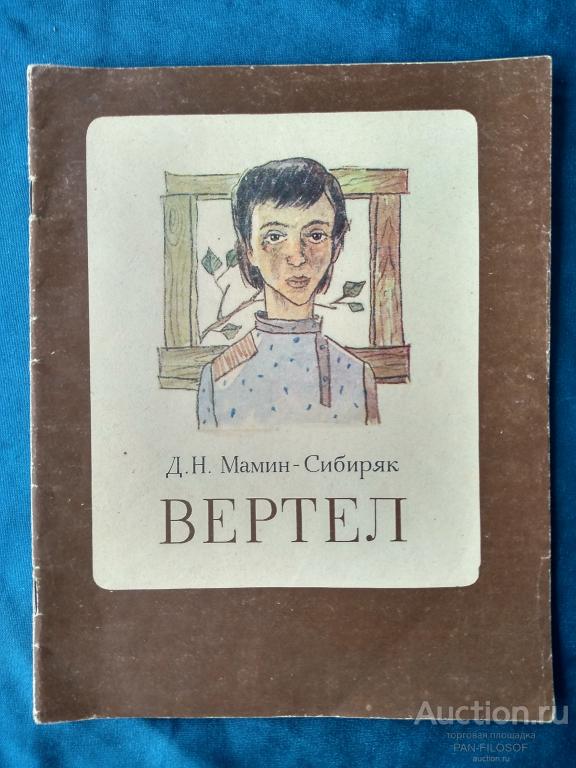 Д.Н. Мамин-Сибиряк
ВЕРТЕЛ
Auction.ru
торговая площадка
PAN-FILOSOF
auction.ru